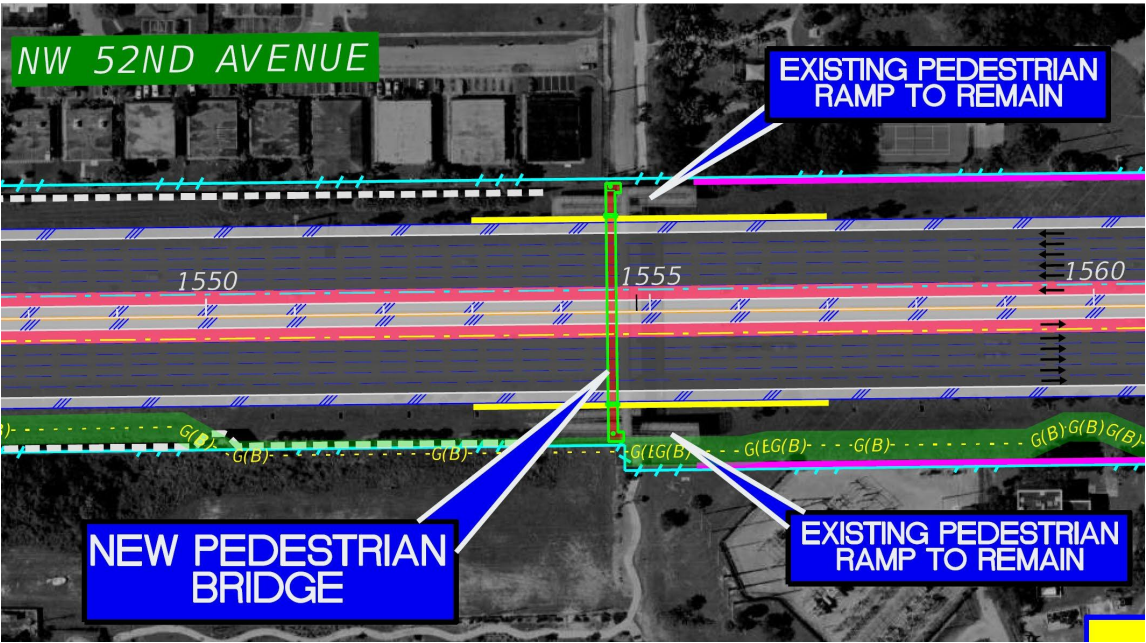 NW 52ND AVENUE
EXISTING PEDESTRIAN
RAMP TO REMAIN
1550
1555
1560
G(B)
G(B)-
G(B)-
G(B)
G(B)-
G(B)-
G(B)-
G(B)
G(B)
G(B)
NEW PEDESTRIAN
BRIDGE
EXISTING PEDESTRIAN
RAMP TO REMAIN